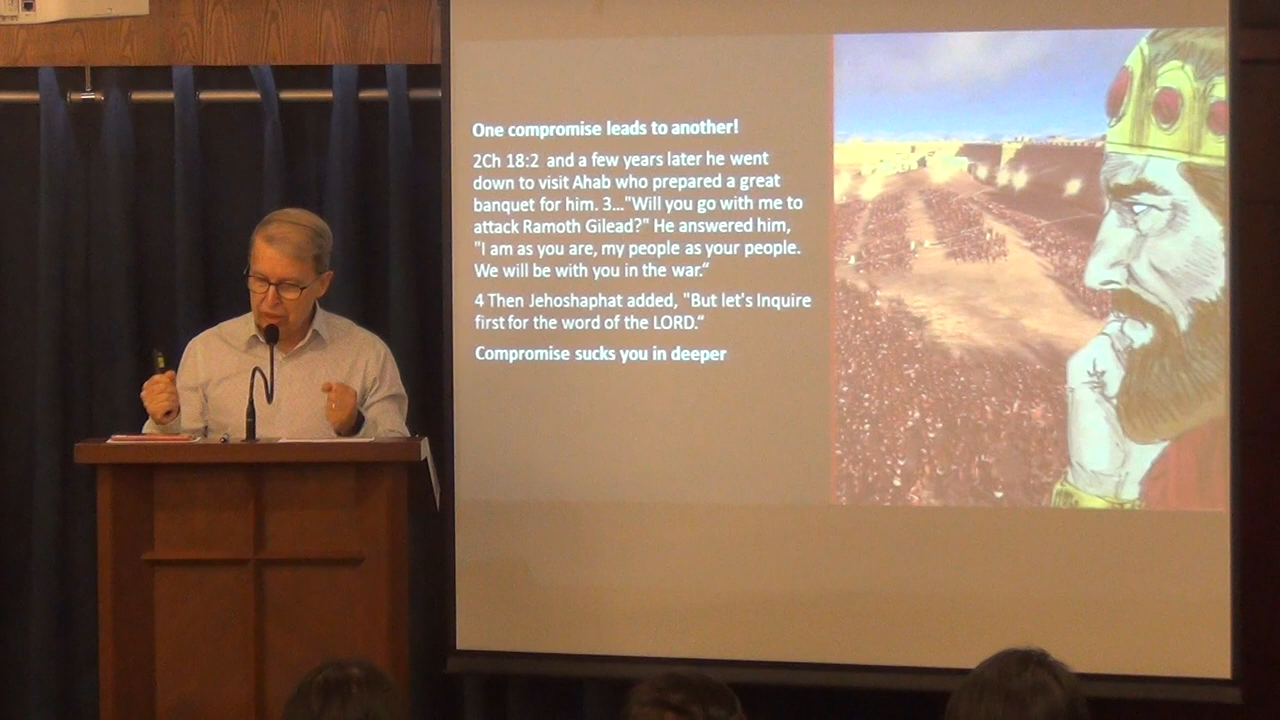 One compromise leads to another!
2Ch 18:2 and a few years later he went
down to visit Ahab who prepared a great
banquet for him. 3..."Will you go with me to
attack Ramoth Gilead?" He answered him,
"I am as you are, my people as your people.
We will be with you in the war.“
4 Then Jehoshaphat added, "But let's Inquire
first for the word of the LORD.“
Compromise sucks you in deeper